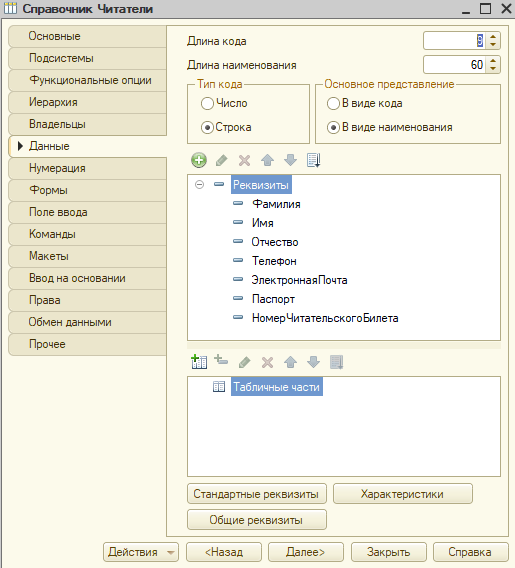 Справочник Читатели
Основные
Подсистемы
Функциональные опции
Иерархия
Владельцы
Данные
Нумерация
Формы
Поле ввода
Команды
Макеты
Ввод на основании
Права
Обмен данными
Прочее
Длина кода 9
Длина наименования 60
Тип кода
Число
Строка
Основное представление
В виде кода
В виде наименования
Реквизиты
Фамилия
Имя
Отчество
Телефон
ЭлектроннаяПочта
Паспорт
НомерЧитательскогоБилета
Табличные части
Стандартные реквизиты
Характеристики
Общие реквизиты
Действия
<Назад
Далее>
Закрыть
Справка